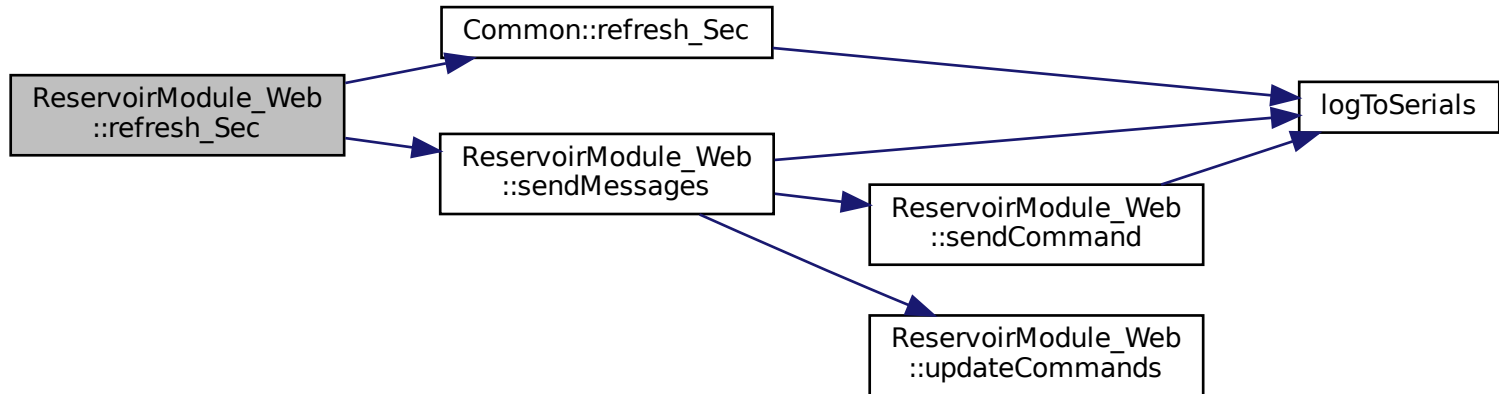 ReservoirModule_Web
::refresh_Sec
Common::refresh_Sec
ReservoirModule_Web
::sendMessages
ReservoirModule_Web
::sendCommand
ReservoirModule_Web
::updateCommands
logToSerials